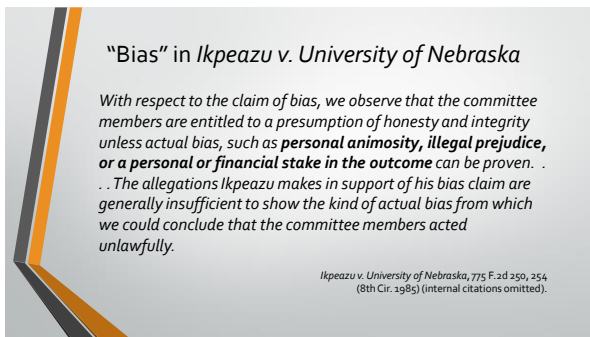 “Bias” in Ikpeazu v. University of Nebraska
With respect to the claim of bias, we observe that the committee
members are entitled to a presumption of honesty and integrity
unless actual bias, such as personal animosity, illegal prejudice,
or a personal or financial stake in the outcome can be proven. .
. . The allegations Ikpeazu makes in support of his bias claim are
generally insufficient to show the kind of actual bias from which
we could conclude that the committee members acted
unlawfully.
Ikpeazu v. University of Nebraska, 775 F.2d 250, 254
(8th Cir. 1985) (internal citations omitted).